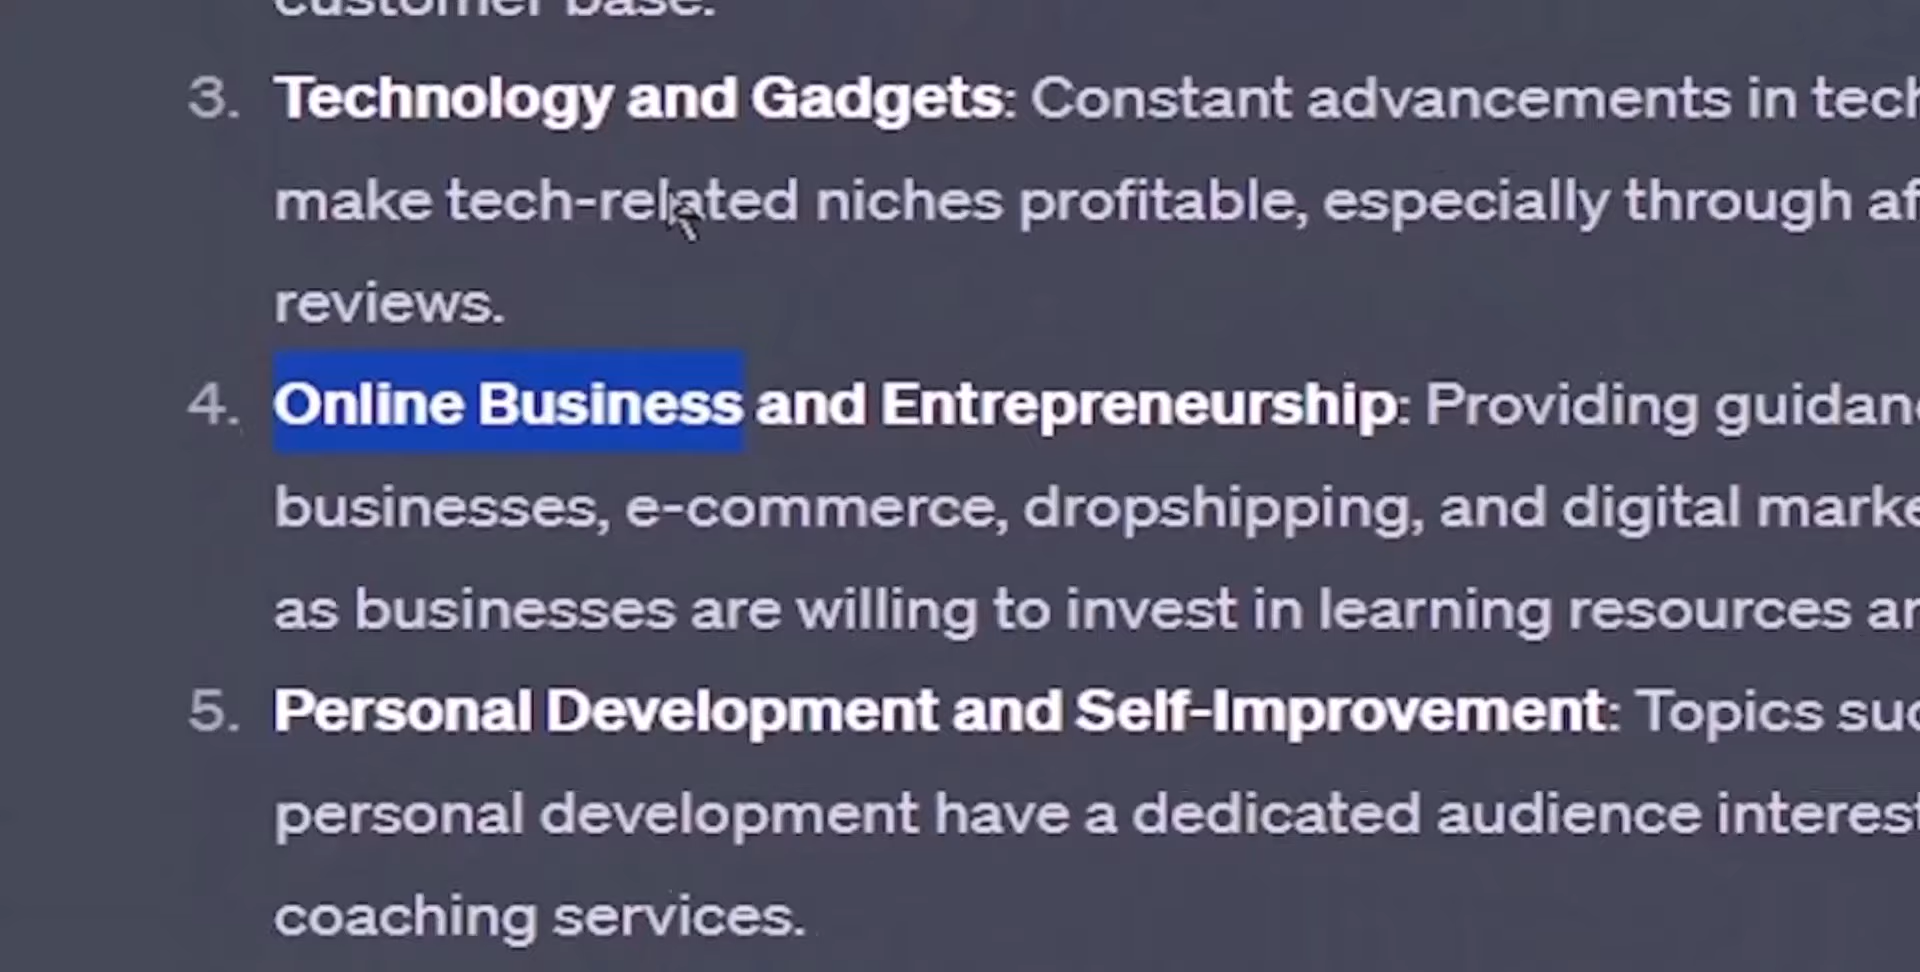 customer base.
3. Technology and Gadgets: Constant advancements in tech
make tech-related niches profitable, especially through af
reviews.
4. Online Business and Entrepreneurship: Providing guidanc
businesses, e-commerce, dropshipping, and digital marke
as businesses are willing to invest in learning resources an
5. Personal Development and Self-Improvement: Topics suc
personal development have a dedicated audience interest
coaching services.